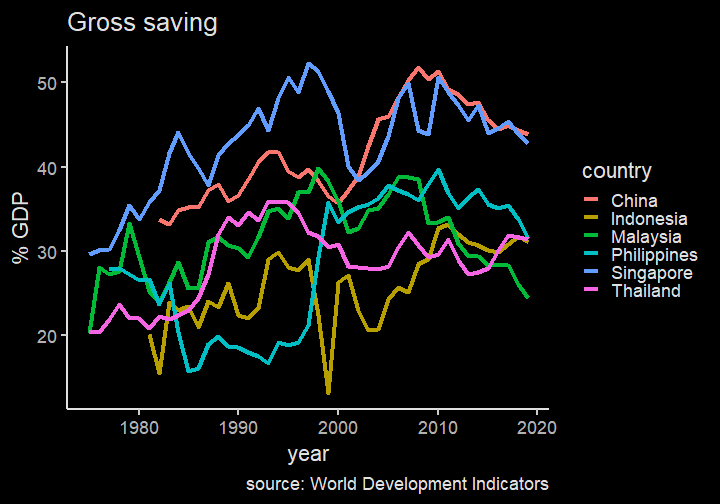 Gross saving
% GDP
50
40
30
20
1980 1990 2000 2010 2020
year
source: World Development Indicators
country
China
Indonesia
Malaysia
Philippines
Singapore
Thailand